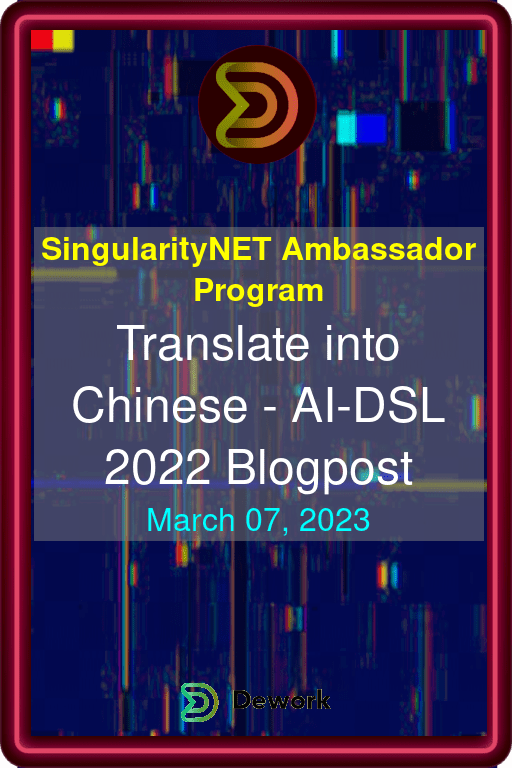 SingularityNET Ambassador
Program
Translate into
Chinese - AI-DSL
2022 Blogpost
March 07, 2023
Dework